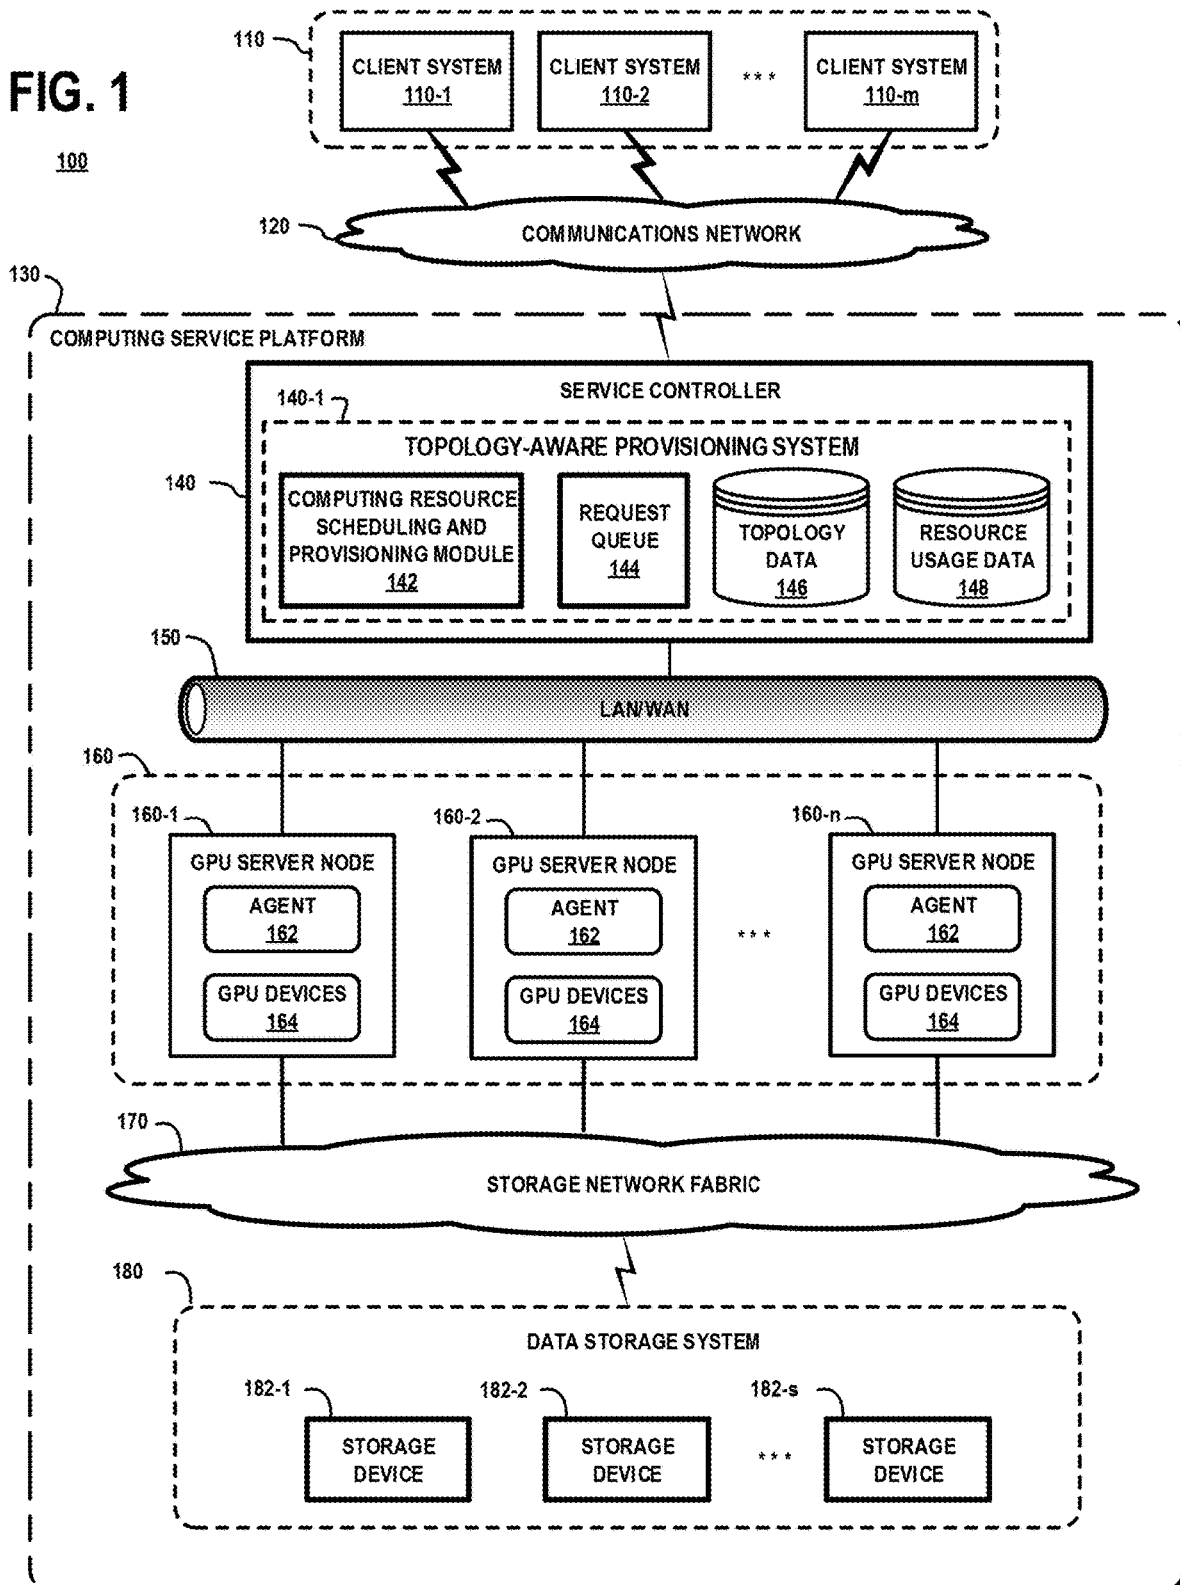 FIG. 1
100
110
CLIENT SYSTEM
110-1
CLIENT SYSTEM
110-2
***
CLIENT SYSTEM
110-m
120
COMMUNICATIONS NETWORK
130
COMPUTING SERVICE PLATFORM
SERVICE CONTROLLER
140-1
TOPOLOGY-AWARE PROVISIONING SYSTEM
140
COMPUTING RESOURCE
SCHEDULING AND
PROVISIONING MODULE
142
REQUEST
QUEUE
144
TOPOLOGY
DATA
146
RESOURCE
USAGE DATA
148
150
LAN/WAN
160
160-1
GPU SERVER NODE
AGENT
162
GPU DEVICES
164
160-2
GPU SERVER NODE
AGENT
162
GPU DEVICES
164
***
160-n
GPU SERVER NODE
AGENT
162
GPU DEVICES
164
170
STORAGE NETWORK FABRIC
180
DATA STORAGE SYSTEM
182-1
STORAGE
DEVICE
182-2
STORAGE
DEVICE
***
182-s
STORAGE
DEVICE